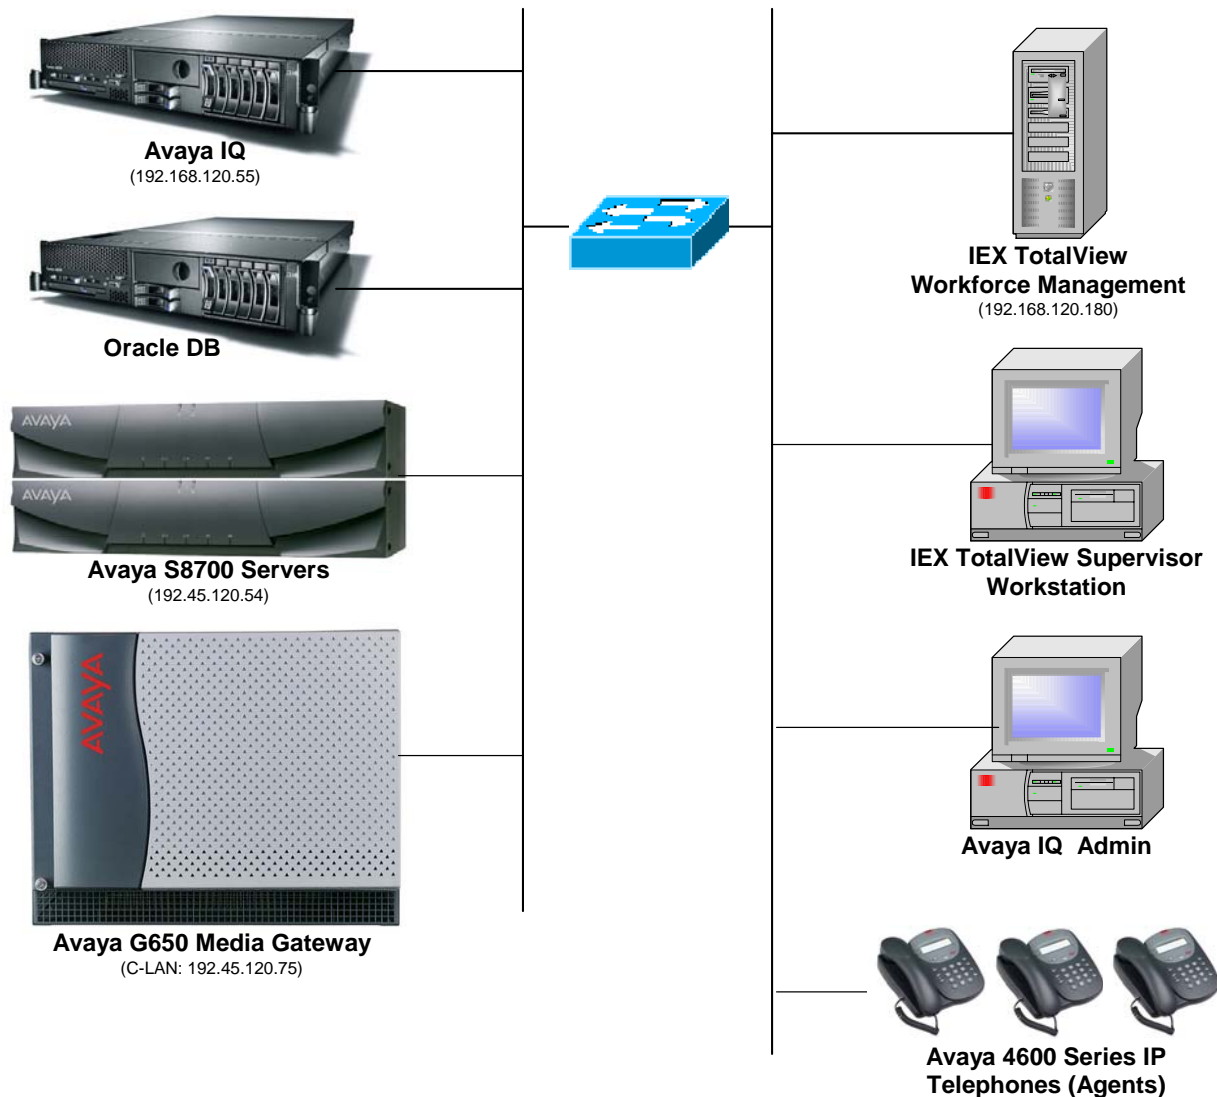 Avaya IQ
(192.168.120.55)
Oracle DB
AVAYA
AVAYA
Avaya S8700 Servers
(192.45.120.54)
AVAYA
Avaya G650 Media Gateway
(C-LAN: 192.45.120.75)
IEX TotalView
Workforce Management
(192.168.120.180)
IEX TotalView Supervisor
Workstation
Avaya IQ Admin
Avaya 4600 Series IP
Telephones (Agents)